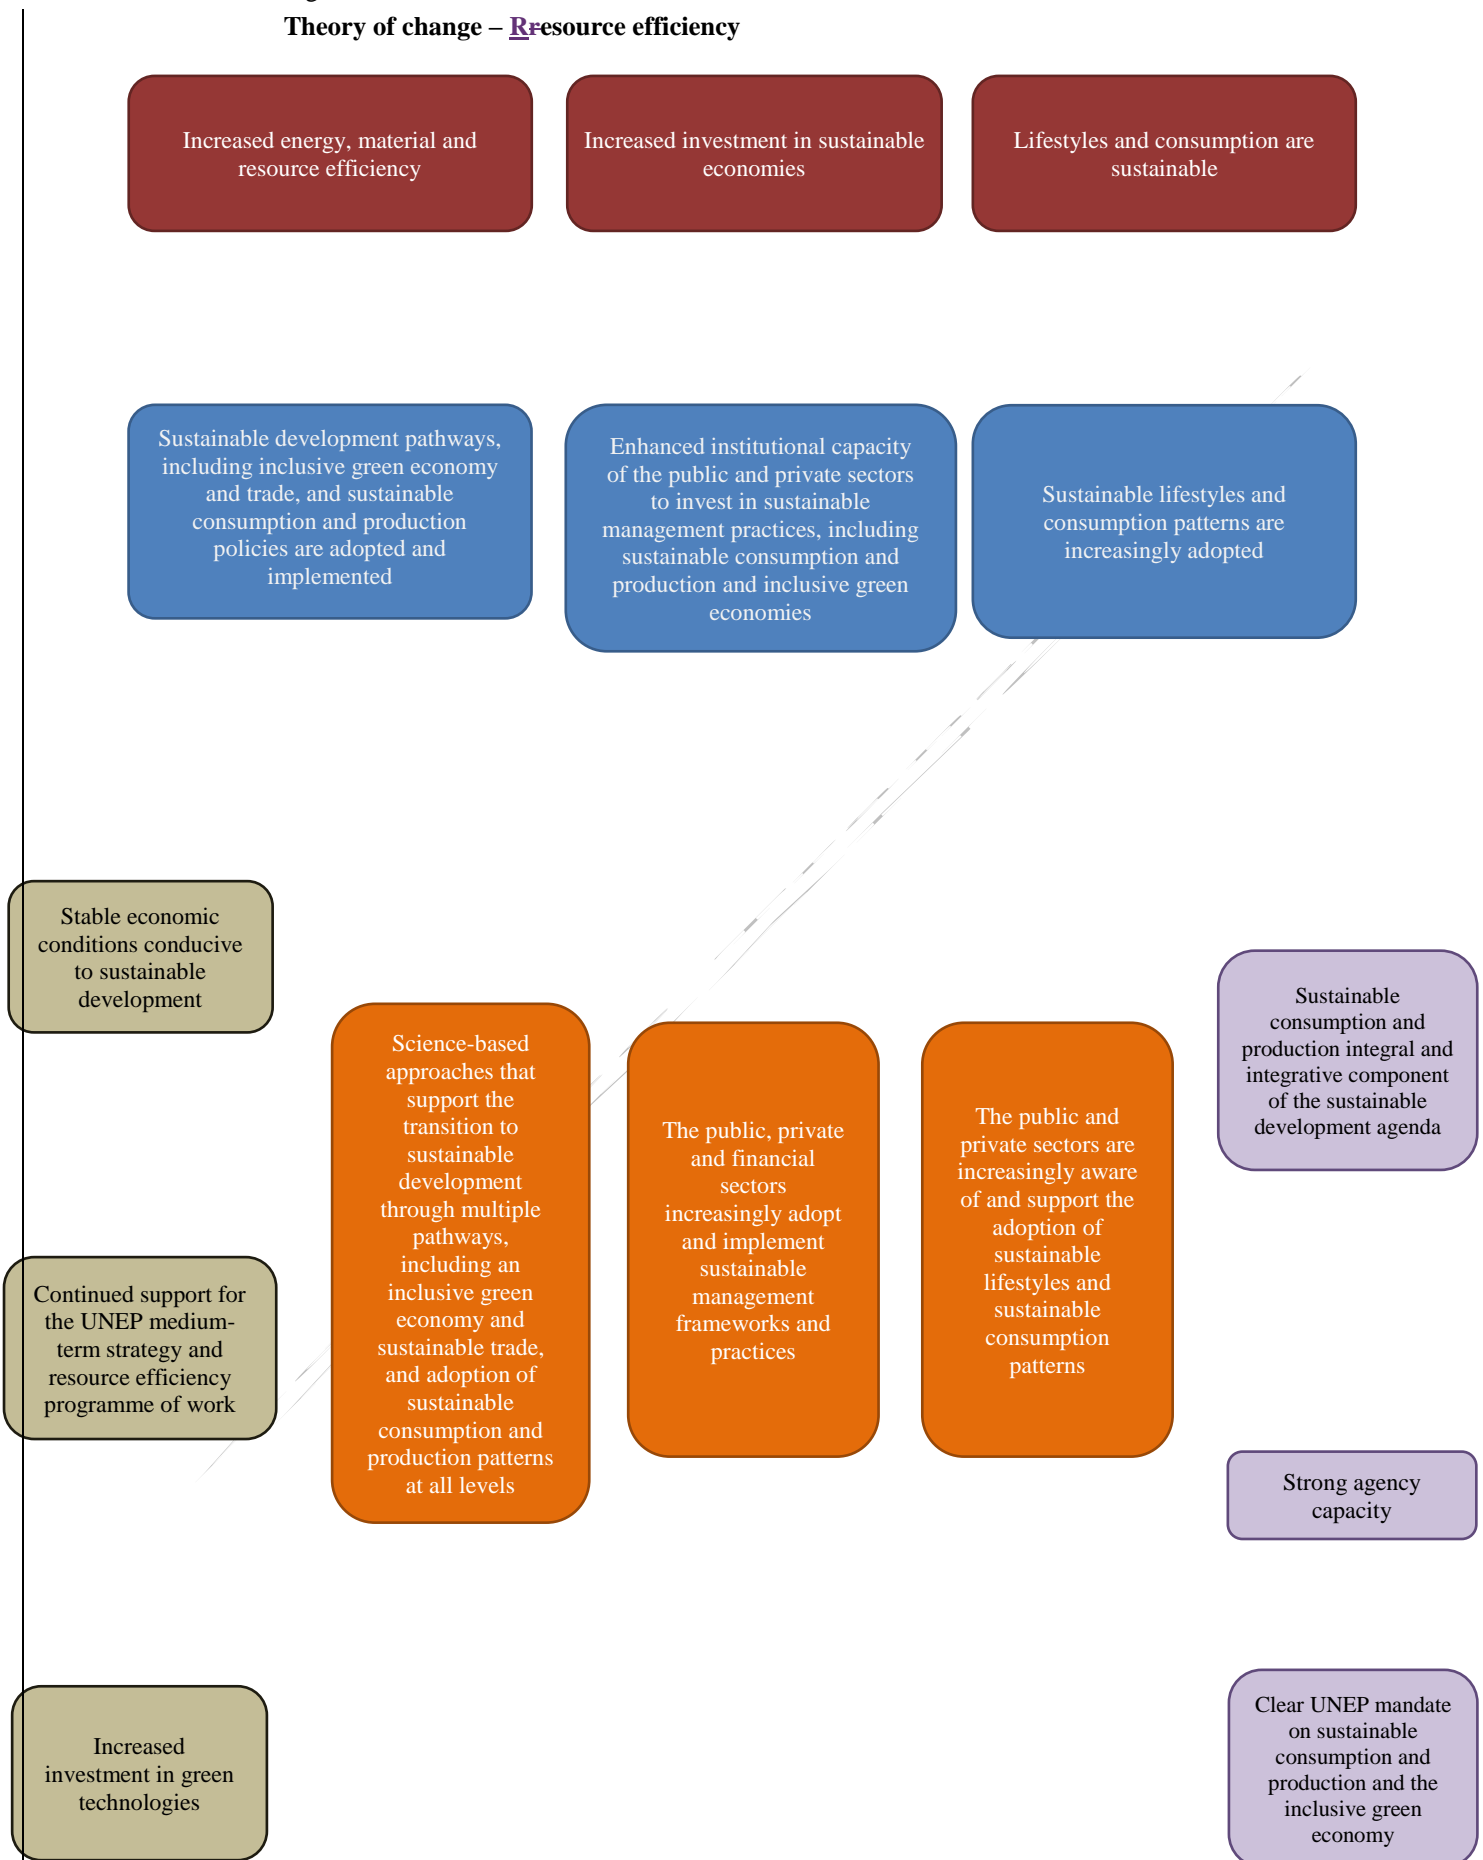 Theory of change – Rresource efficiency
Increased energy, material and
resource efficiency
Increased investment in sustainable
economies
Lifestyles and consumption are
sustainable
Sustainable development pathways,
including inclusive green economy
and trade, and sustainable
consumption and production
policies are adopted and
implemented
Enhanced institutional capacity
of the public and private sectors
to invest in sustainable
management practices, including
sustainable consumption and
production and inclusive green
economies
Sustainable lifestyles and
consumption patterns are
increasingly adopted
Stable economic
conditions conducive
to sustainable
development
Continued support for
the UNEP medium-
term strategy and
resource efficiency
programme of work
Increased
investment in green
technologies
Science-based
approaches that
support the
transition to
sustainable
development
through multiple
pathways,
including an
inclusive green
economy and
sustainable trade,
and adoption of
sustainable
consumption and
production patterns
at all levels
The public, private
and financial
sectors
increasingly adopt
and implement
sustainable
management
frameworks and
practices
The public and
private sectors are
increasingly aware
of and support the
adoption of
sustainable
lifestyles and
sustainable
consumption
patterns
Sustainable
consumption and
production integral and
integrative component
of the sustainable
development agenda
Strong agency
capacity
Clear UNEP mandate
on sustainable
consumption and
production and the
inclusive green
economy